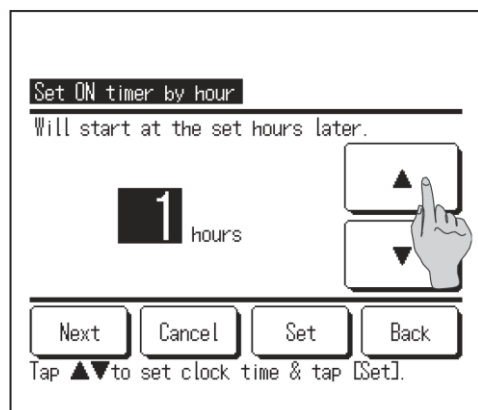 Set ON timer by hour
Will start at the set hours later.
▲
1 hours
▼
Next Cancel Set Back
Tap ▲▼to set clock time & tap [Set].